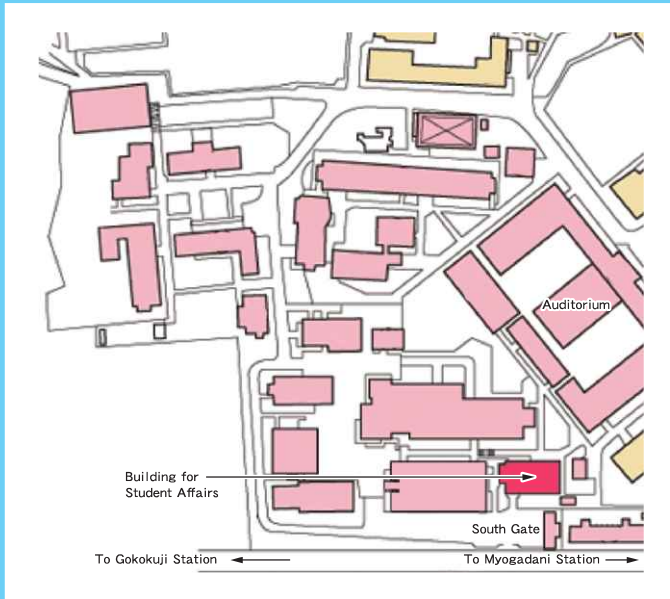 Auditorium
Building for
Student Affairs
South Gate
To Gokokuji Station
To Myogadani Station